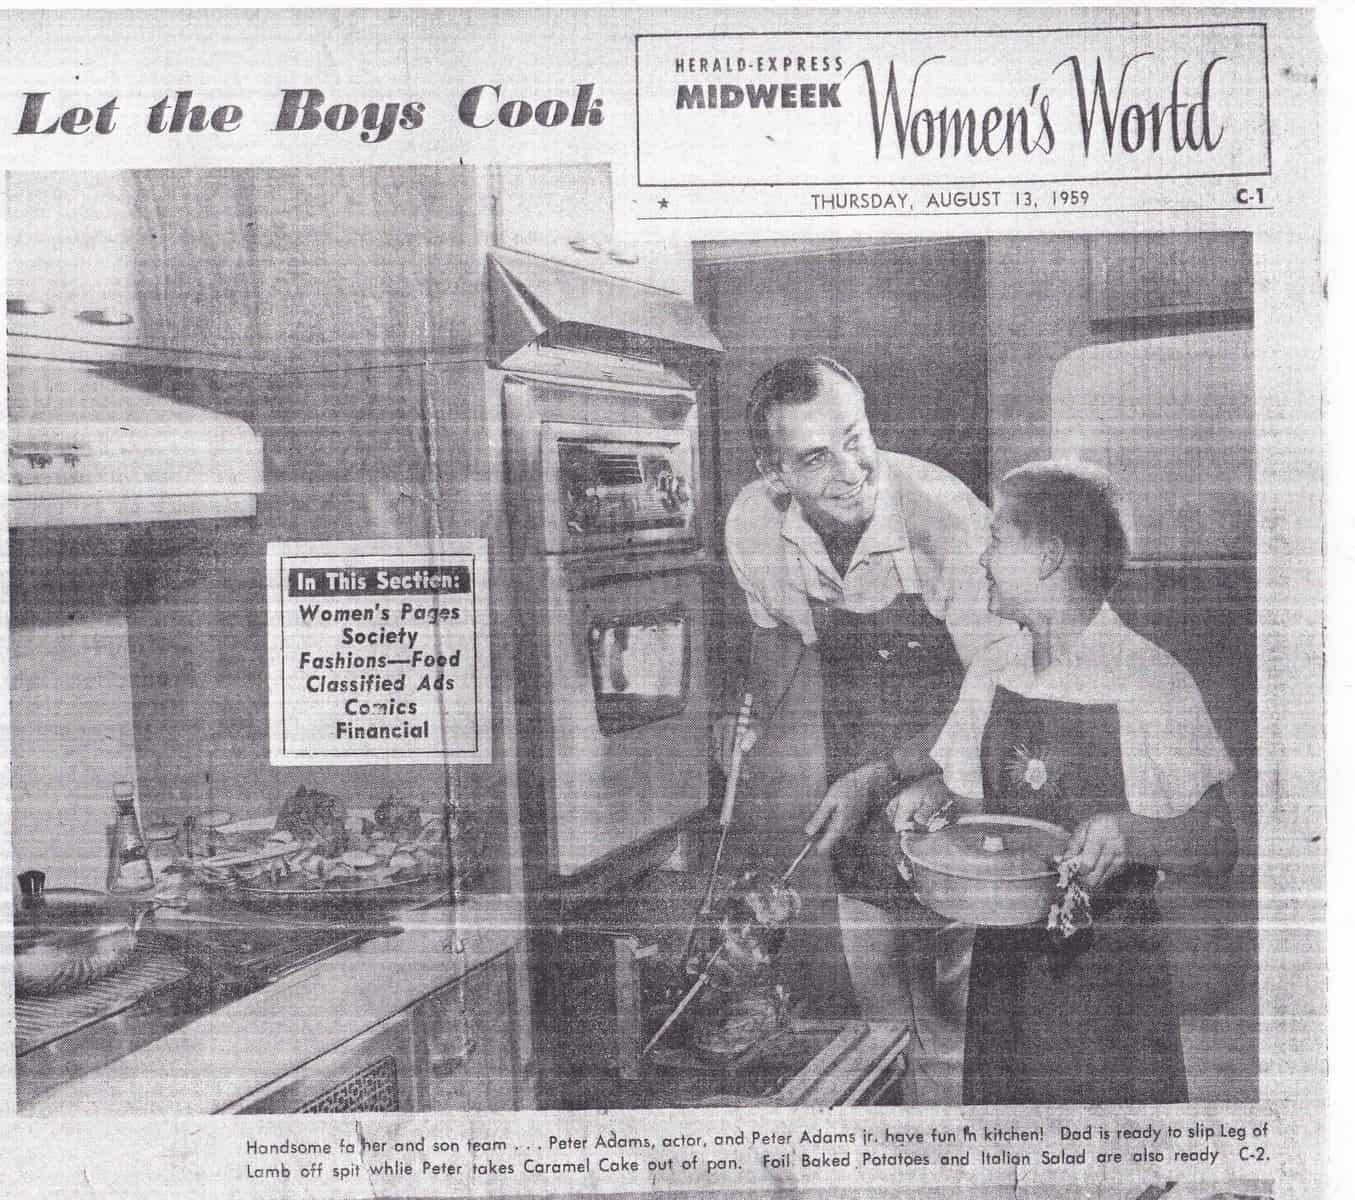 Let the Boys Cook
HERALD-EXPRESS
MIDWEEK
Women's World
★ THURSDAY, AUGUST 13, 1959 C-1
In This Section:
Women's Pages
Society
Fashions—Food
Classified Ads
Comics
Financial
Handsome fa her and son team . . . Peter Adams, actor, and Peter Adams jr. have fun in kitchen! Dad is ready to slip Leg of
Lamb off spit whlie Peter takes Caramel Cake out of pan. Foil Baked Potatoes and Italian Salad are also ready C-2.